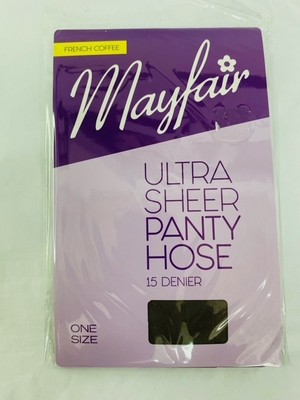 FRENCH COFFEE
Mayfair
ULTRA
SHEER
PANTY
HOSE
15 DENIER
ONE
SIZE